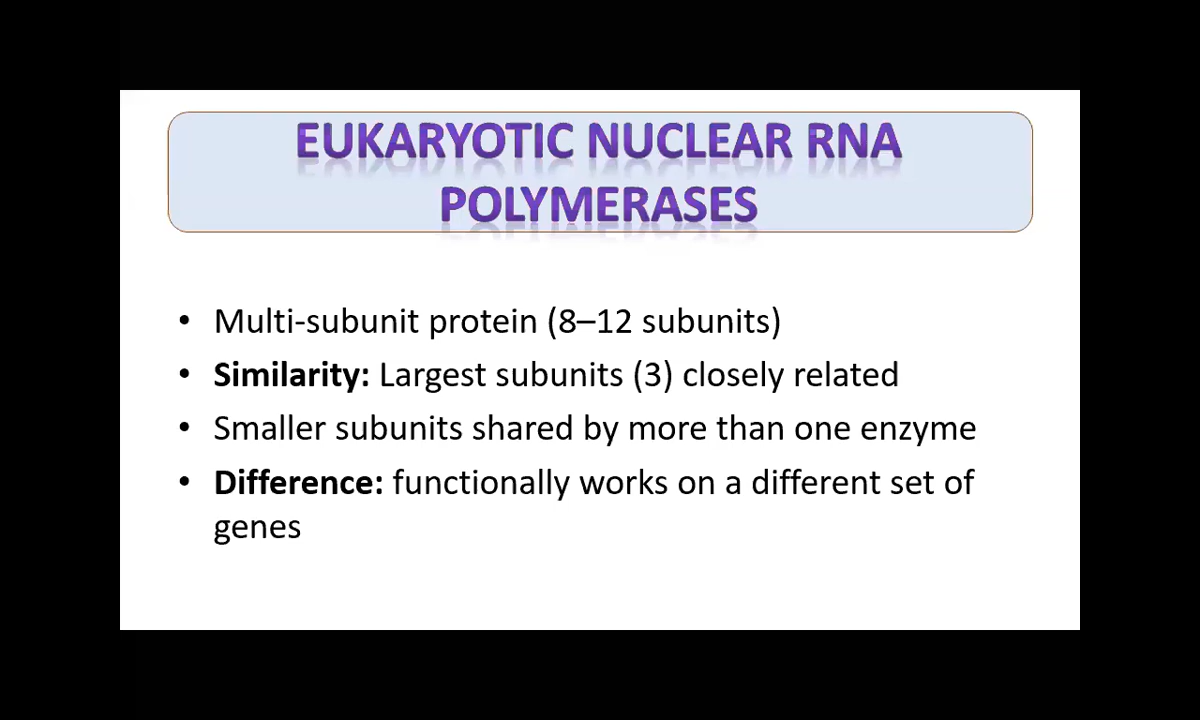 EUKARYOTIC NUCLEAR RNA
POLYMERASES
• Multi-subunit protein (8–12 subunits)
• Similarity: Largest subunits (3) closely related
• Smaller subunits shared by more than one enzyme
• Difference: functionally works on a different set of
genes